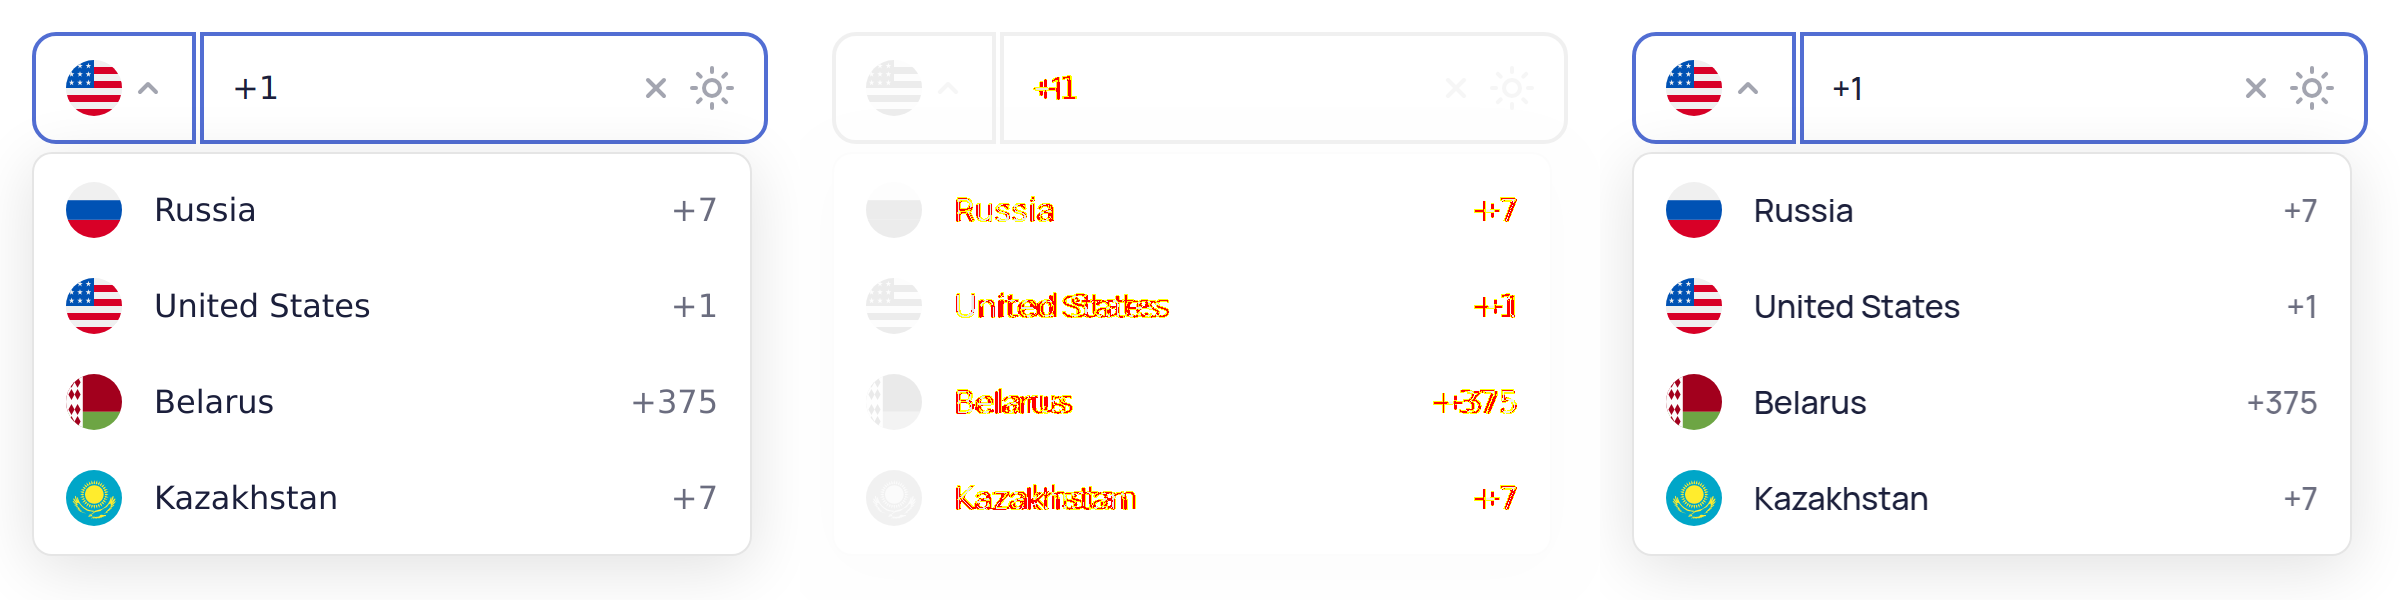 +1 +1 +1
Russia +7 Russia +7 Russia +7
United States +1 United States +1 United States +1
Belarus +375 Belarus +375 Belarus +375
Kazakhstan +7 Kazakhstan +7 Kazakhstan +7